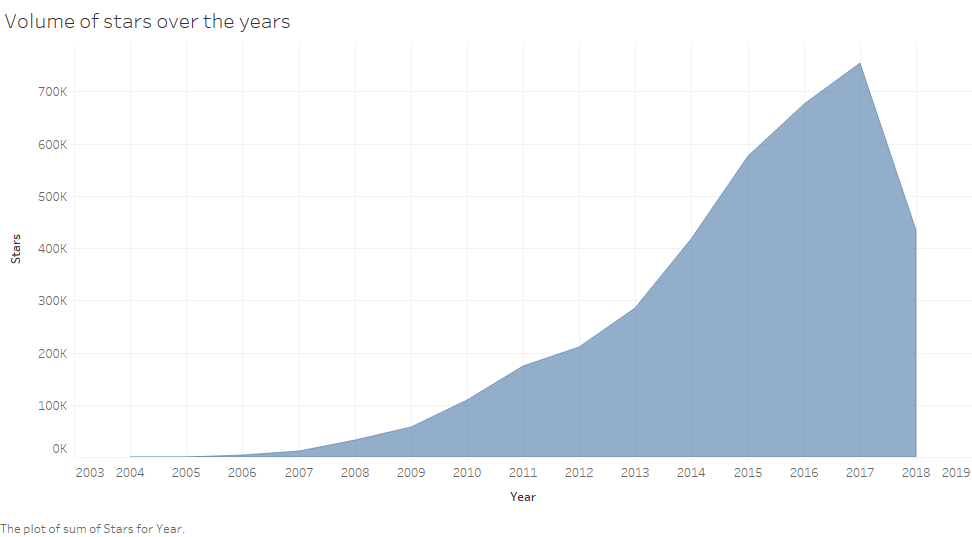 Volume of stars over the years
700K
600K
500K
400K
300K
200K
100K
0K
Stars
2003 2004 2005 2006 2007 2008 2009 2010 2011 2012 2013 2014 2015 2016 2017 2018 2019
Year
The plot of sum of Stars for Year.